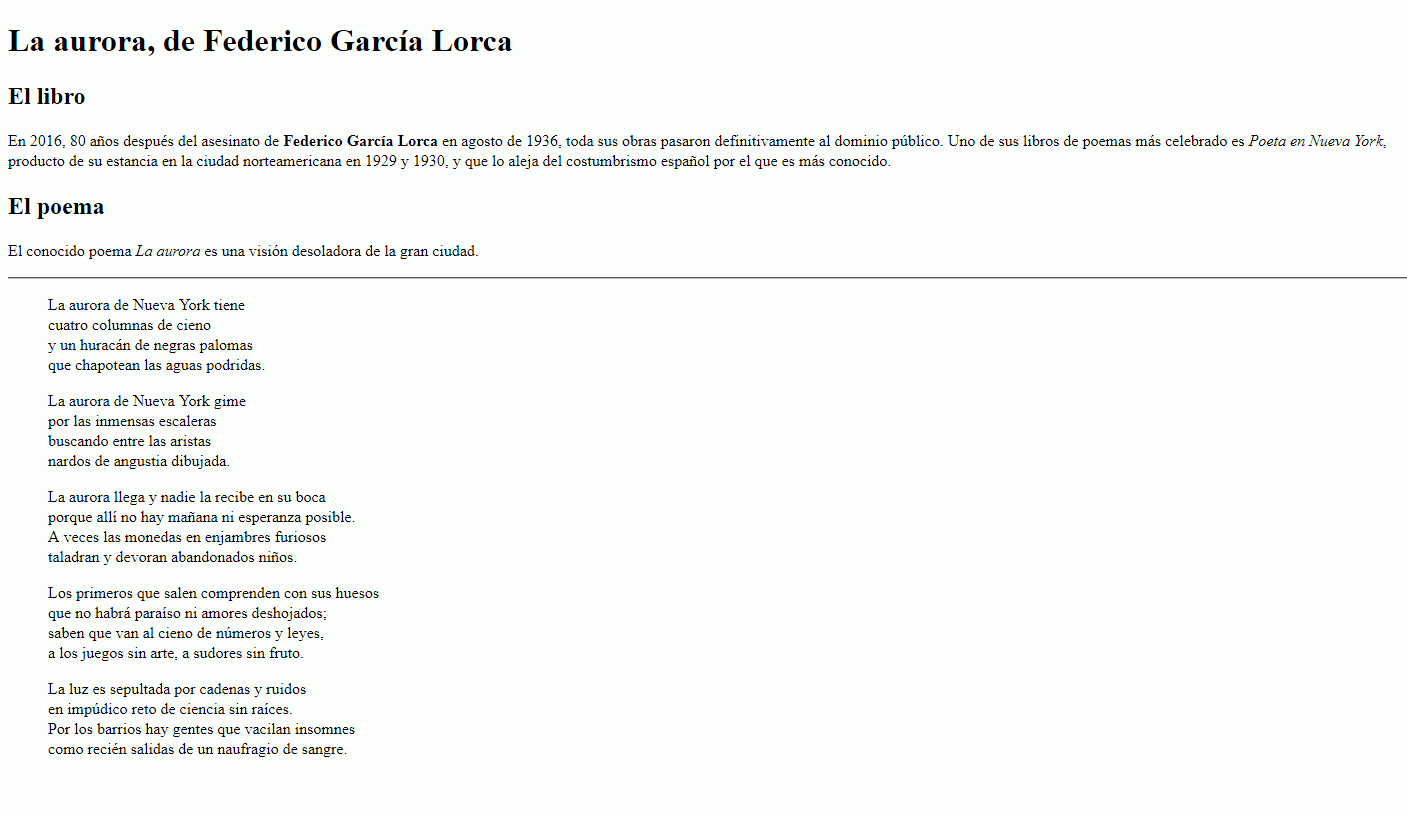 La aurora, de Federico García Lorca
El libro
En 2016, 80 años después del asesinato de Federico García Lorca en agosto de 1936, toda sus obras pasaron definitivamente al dominio público. Uno de sus libros de poemas más celebrado es Poeta en Nueva York,
producto de su estancia en la ciudad norteamericana en 1929 y 1930, y que lo aleja del costumbrismo español por el que es más conocido.
El poema
El conocido poema La aurora es una visión desoladora de la gran ciudad.
La aurora de Nueva York tiene
cuatro columnas de cieno
y un huracán de negras palomas
que chapotean las aguas podridas.
La aurora de Nueva York gime
por las inmensas escaleras
buscando entre las aristas
nardos de angustia dibujada.
La aurora llega y nadie la recibe en su boca
porque allí no hay mañana ni esperanza posible.
A veces las monedas en enjambres furiosos
taladran y devoran abandonados niños.
Los primeros que salen comprenden con sus huesos
que no habrá paraíso ni amores deshojados;
saben que van al cieno de números y leyes,
a los juegos sin arte, a sudores sin fruto.
La luz es sepultada por cadenas y ruidos
en impúdico reto de ciencia sin raíces.
Por los barrios hay gentes que vacilan insomnes
como recién salidas de un naufragio de sangre.